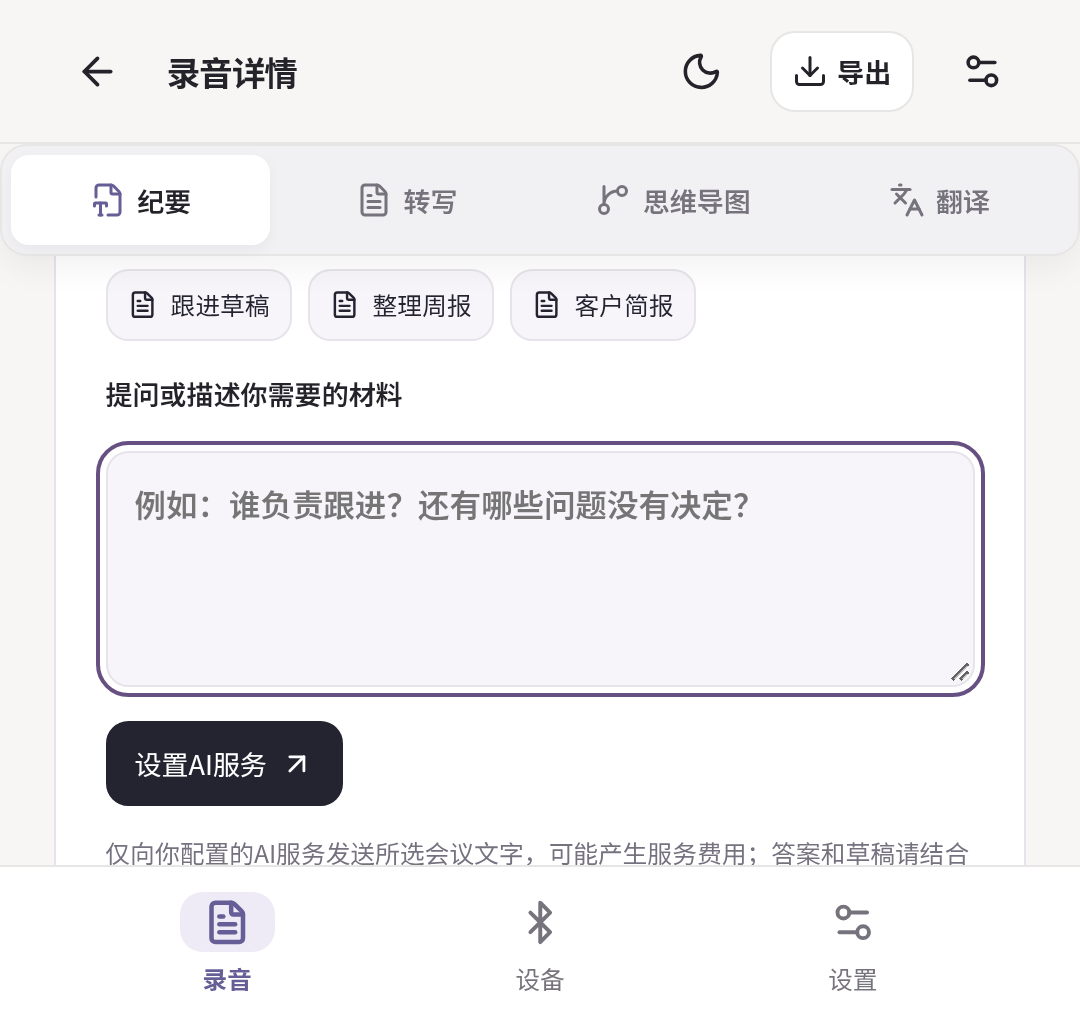 录音详情
导出
纪要
转写
思维导图
翻译
跟进草稿
整理周报
客户简报
提问或描述你需要的材料
例如：谁负责跟进？还有哪些问题没有决定？
设置AI服务
仅向你配置的AI服务发送所选会议文字，可能产生服务费用；答案和草稿请结合
录音
设备
设置